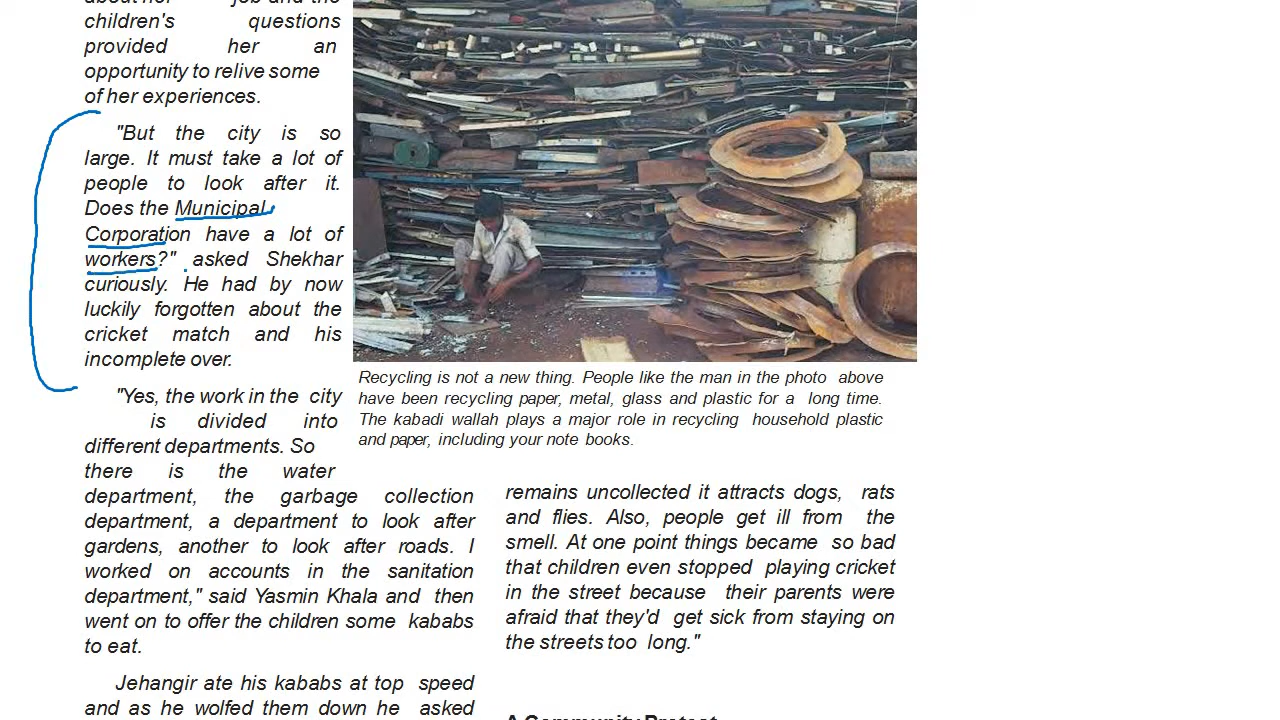 about her job and the
children's questions
provided her an
opportunity to relive some
of her experiences.
"But the city is so
large. It must take a lot of
people to look after it.
Does the Municipal
Corporation have a lot of
workers?" asked Shekhar
curiously. He had by now
luckily forgotten about the
cricket match and his
incomplete over.
"Yes, the work in the city
is divided into
different departments. So
there is the water
department, the garbage collection
department, a department to look after
gardens, another to look after roads. I
worked on accounts in the sanitation
department," said Yasmin Khala and then
went on to offer the children some kababs
to eat.
Jehangir ate his kababs at top speed
and as he wolfed them down he asked
Recycling is not a new thing. People like the man in the photo above
have been recycling paper, metal, glass and plastic for a long time.
The kabadi wallah plays a major role in recycling household plastic
and paper, including your note books.
remains uncollected it attracts dogs, rats
and flies. Also, people get ill from the
smell. At one point things became so bad
that children even stopped playing cricket
in the street because their parents were
afraid that they'd get sick from staying on
the streets too long."
A Community Protest